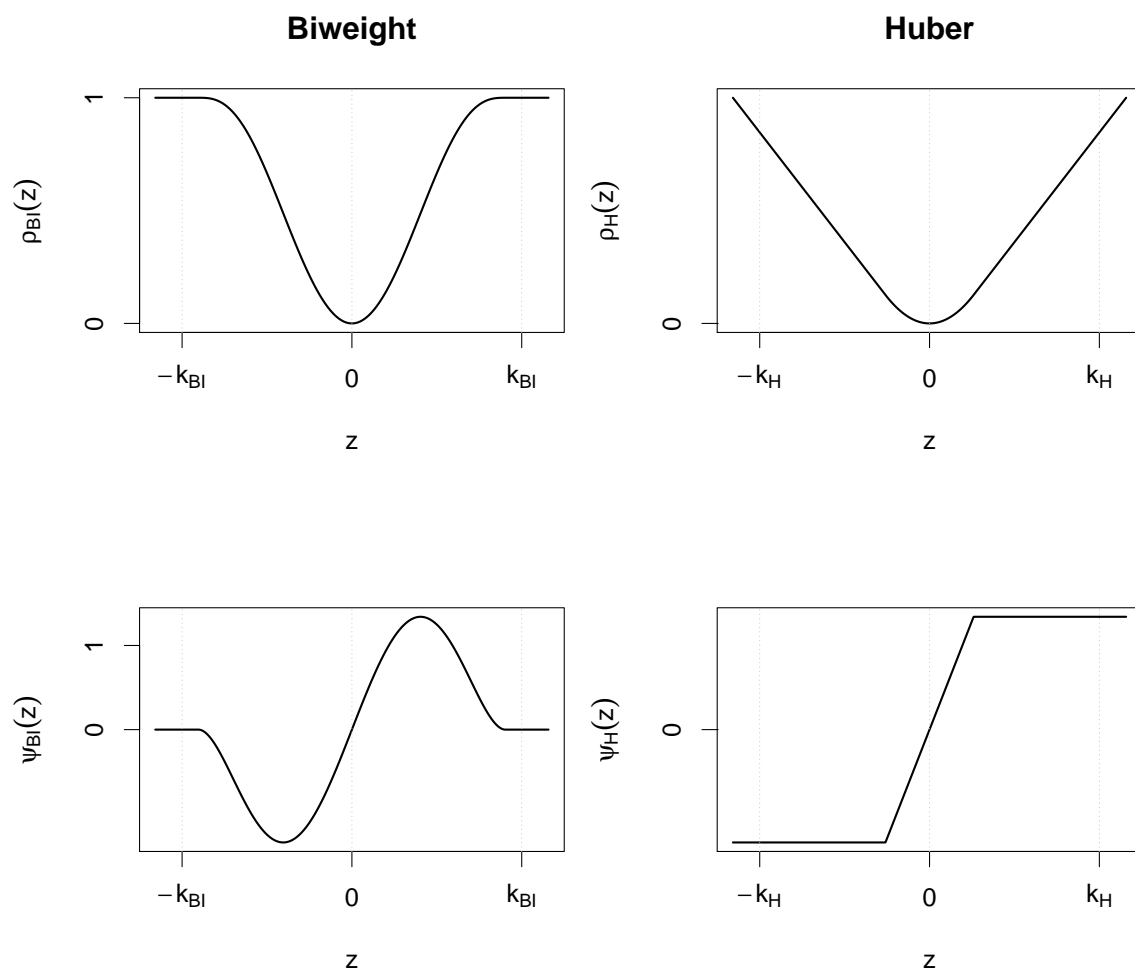 Biweight
ρBI(z)
1
0
−kBI
0
kBI
z
Huber
ρH(z)
0
−kH
0
kH
z
ψBI(z)
1
0
−kBI
0
kBI
z
ψH(z)
0
−kH
0
kH
z